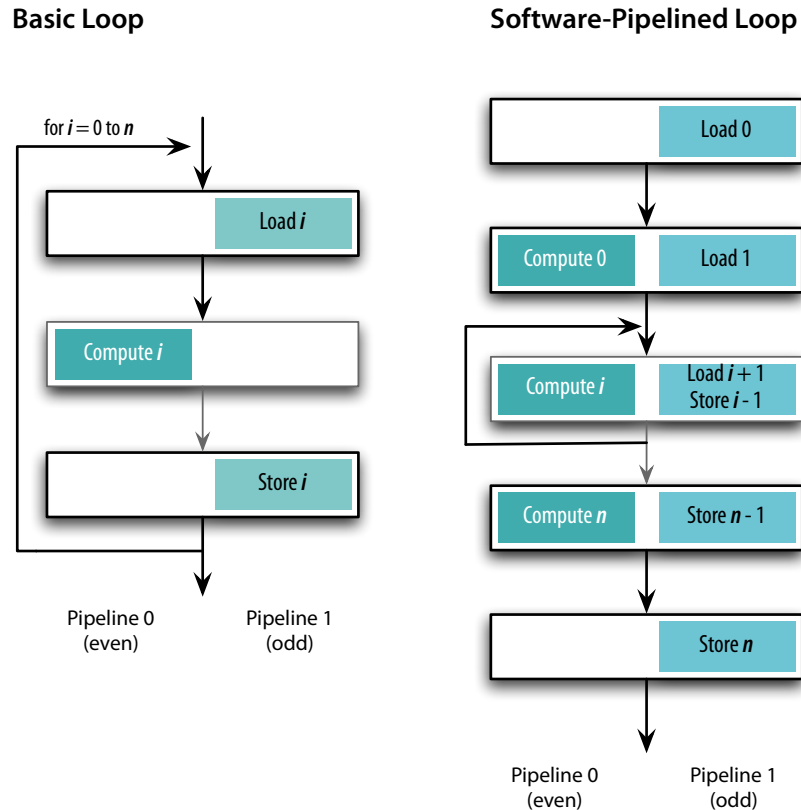 Basic Loop
for i = 0 to n
Load i
Compute i
Store i
Pipeline 0
(even)
Pipeline 1
(odd)
Software-Pipelined Loop
Load 0
Compute 0
Load 1
Compute i
Load i + 1
Store i - 1
Compute n
Store n - 1
Store n
Pipeline 0
(even)
Pipeline 1
(odd)